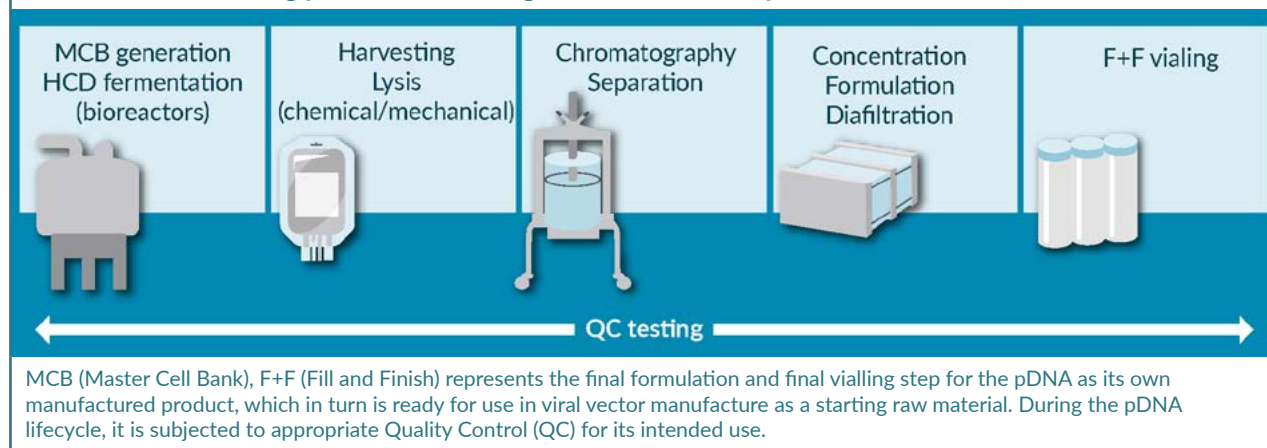 MCB generation
HCD fermentation
(bioreactors)
Harvesting
Lysis
(chemical/mechanical)
Chromatography
Separation
Concentration
Formulation
Diafiltration
F+F vialing
QC testing
MCB (Master Cell Bank), F+F (Fill and Finish) represents the final formulation and final vialling step for the pDNA as its own
manufactured product, which in turn is ready for use in viral vector manufacture as a starting raw material. During the pDNA
lifecycle, it is subjected to appropriate Quality Control (QC) for its intended use.